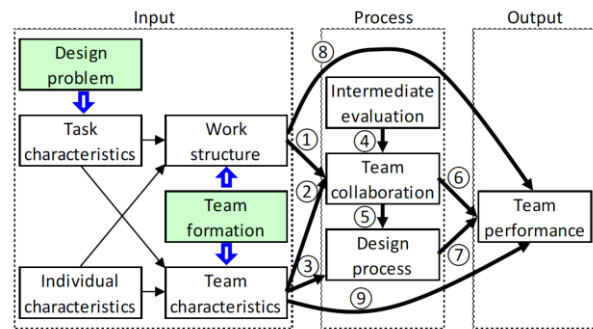 Input
Process
Output
Design
problem
Task
characteristics
Work
structure
Team
formation
Individual
characteristics
Team
characteristics
Intermediate
evaluation
Team
collaboration
Design
process
Team
performance
①
②
③
④
⑤
⑥
⑦
⑧
⑨